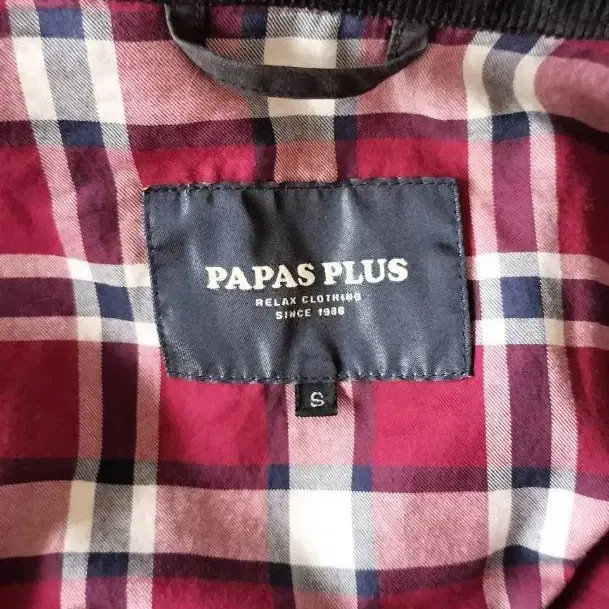 PAPAS PLUS
RELAX CLOTHING
SINCE 1986
S